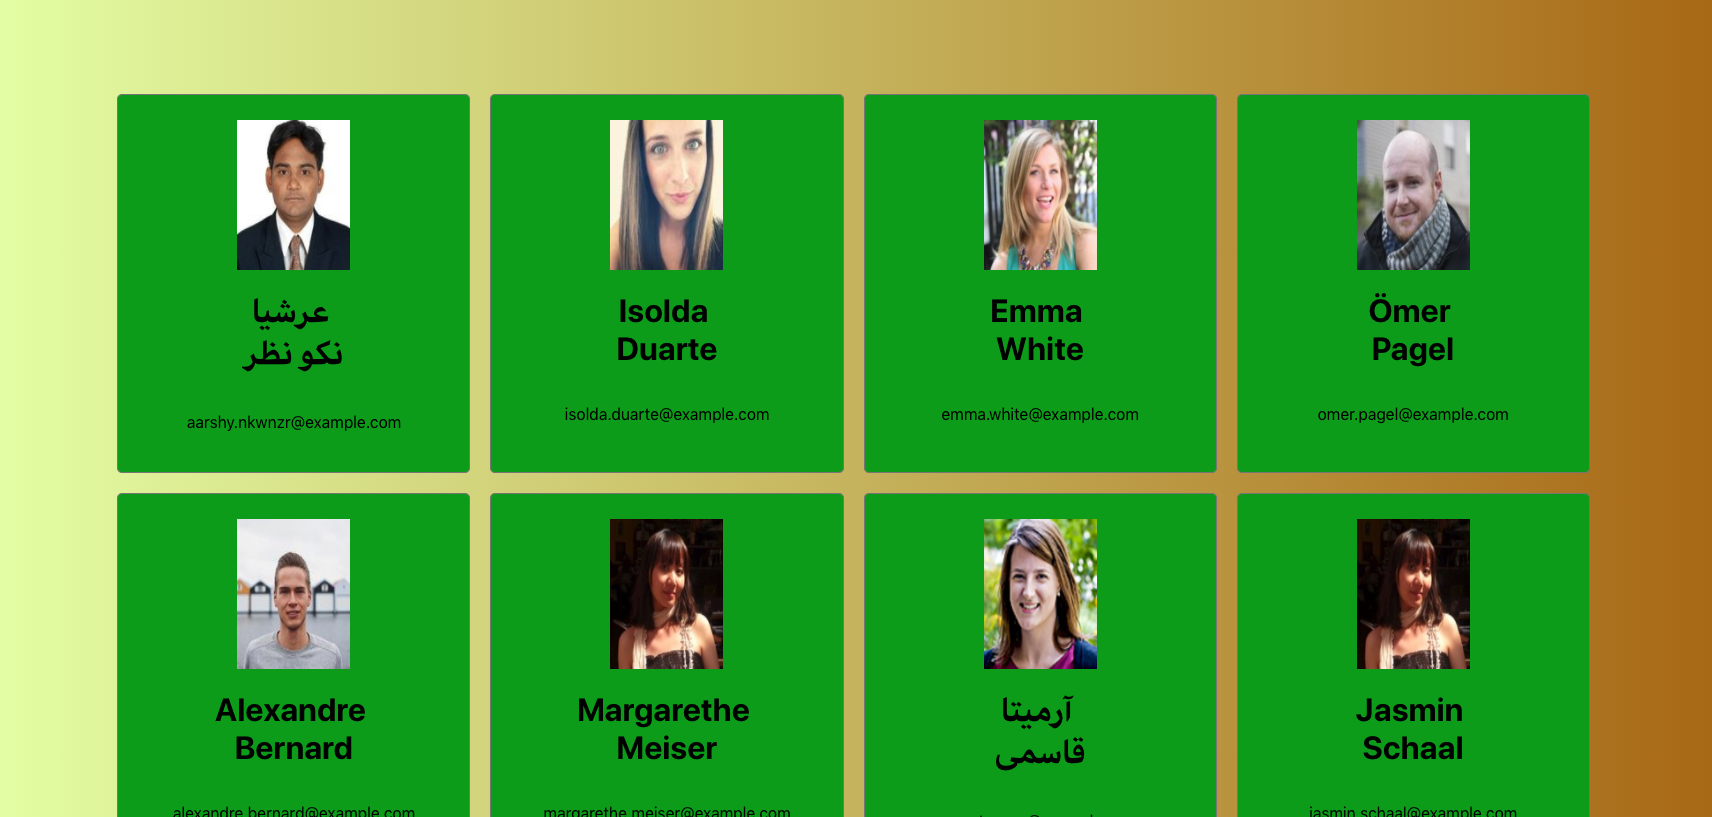 عرشیا
نکو نظر
aarshy.nkwnzr@example.com
Isolda
Duarte
isolda.duarte@example.com
Emma
White
emma.white@example.com
Ömer
Pagel
omer.pagel@example.com
Alexandre
Bernard
alexandre.bernard@example.com
Margarethe
Meiser
margarethe.meiser@example.com
آرمیتا
قاسمی
Jasmin
Schaal
jasmin.schaal@example.com